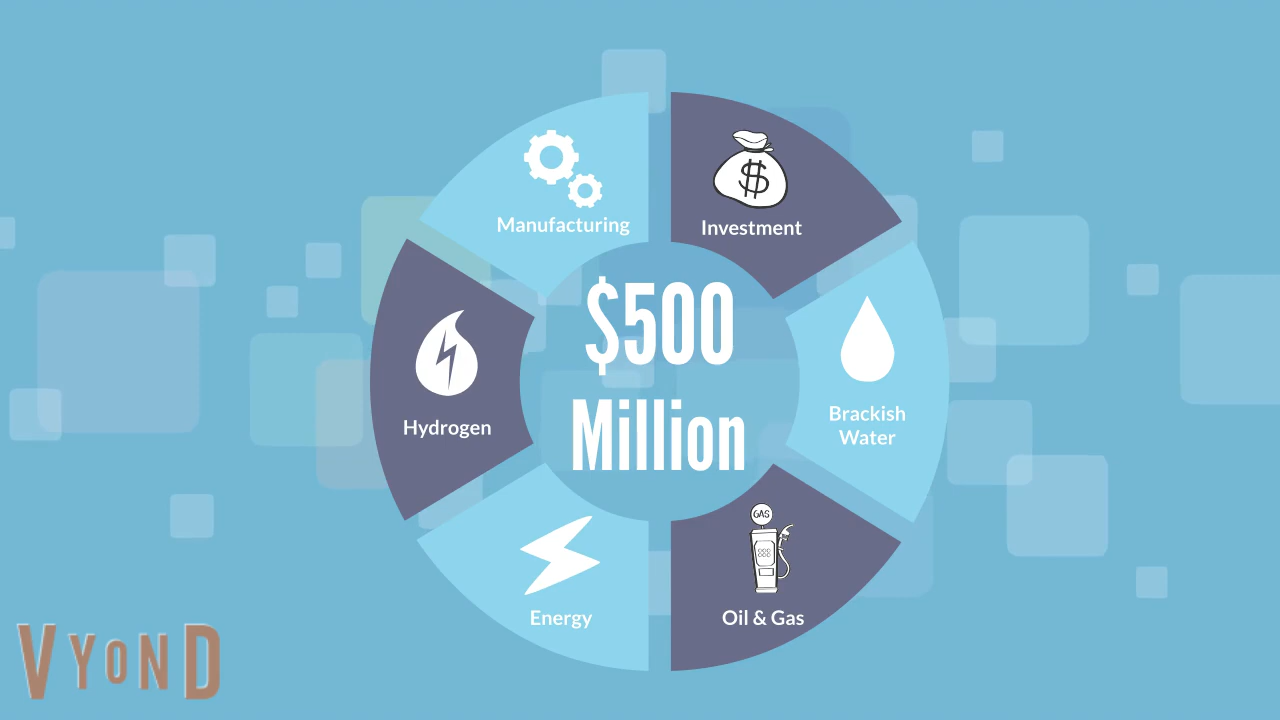 Manufacturing
Investment
$500
Million
Hydrogen
Brackish
Water
GAS
Energy
Oil & Gas
VYOND